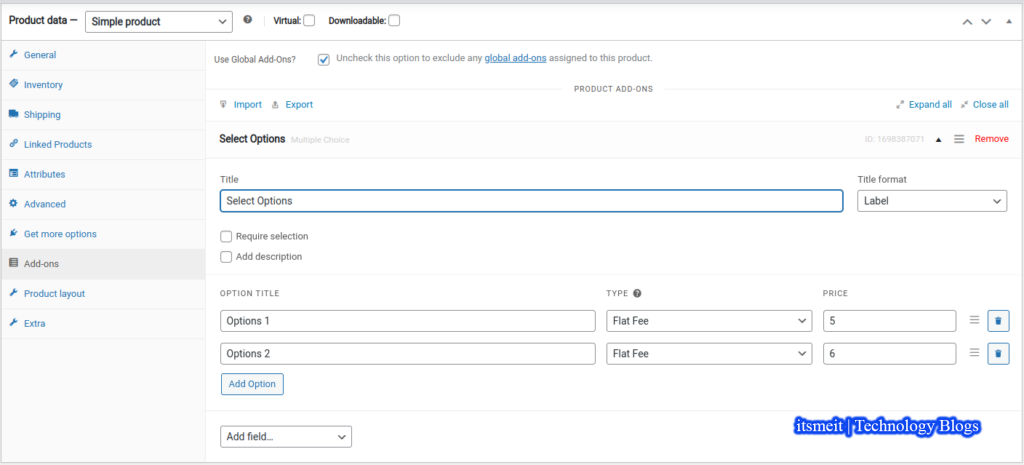 Product data — Simple product Virtual: Downloadable:
General
Inventory
Shipping
Linked Products
Attributes
Advanced
Get more options
Add-ons
Product layout
Extra
Use Global Add-Ons? Uncheck this option to exclude any global add-ons assigned to this product.
PRODUCT ADD-ONS
Import Export Expand all Close all
Select Options Multiple Choice ID: 1698387071 Remove
Title Title format
Select Options Label
Require selection
Add description
OPTION TITLE TYPE PRICE
Options 1 Flat Fee 5
Options 2 Flat Fee 6
Add Option
Add field...
itsmeit | Technology Blogs